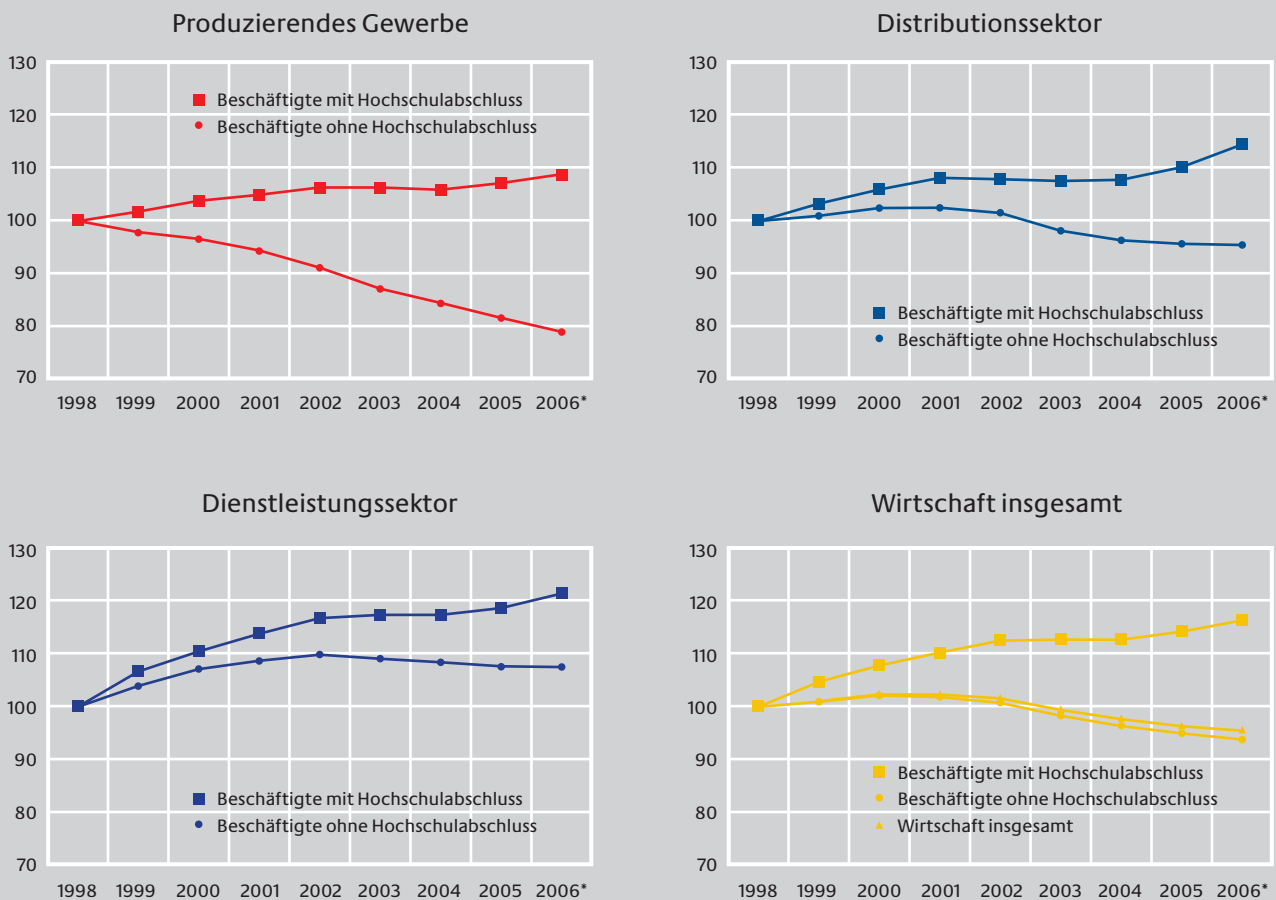 Produzierendes Gewerbe
130
120
110
100
90
80
70
Beschäftigte mit Hochschulabschluss
Beschäftigte ohne Hochschulabschluss
1998 1999 2000 2001 2002 2003 2004 2005 2006*
Distributionssektor
130
120
110
100
90
80
70
Beschäftigte mit Hochschulabschluss
Beschäftigte ohne Hochschulabschluss
1998 1999 2000 2001 2002 2003 2004 2005 2006*
Dienstleistungssektor
130
120
110
100
90
80
70
Beschäftigte mit Hochschulabschluss
Beschäftigte ohne Hochschulabschluss
1998 1999 2000 2001 2002 2003 2004 2005 2006*
Wirtschaft insgesamt
130
120
110
100
90
80
70
Beschäftigte mit Hochschulabschluss
Beschäftigte ohne Hochschulabschluss
Wirtschaft insgesamt
1998 1999 2000 2001 2002 2003 2004 2005 2006*